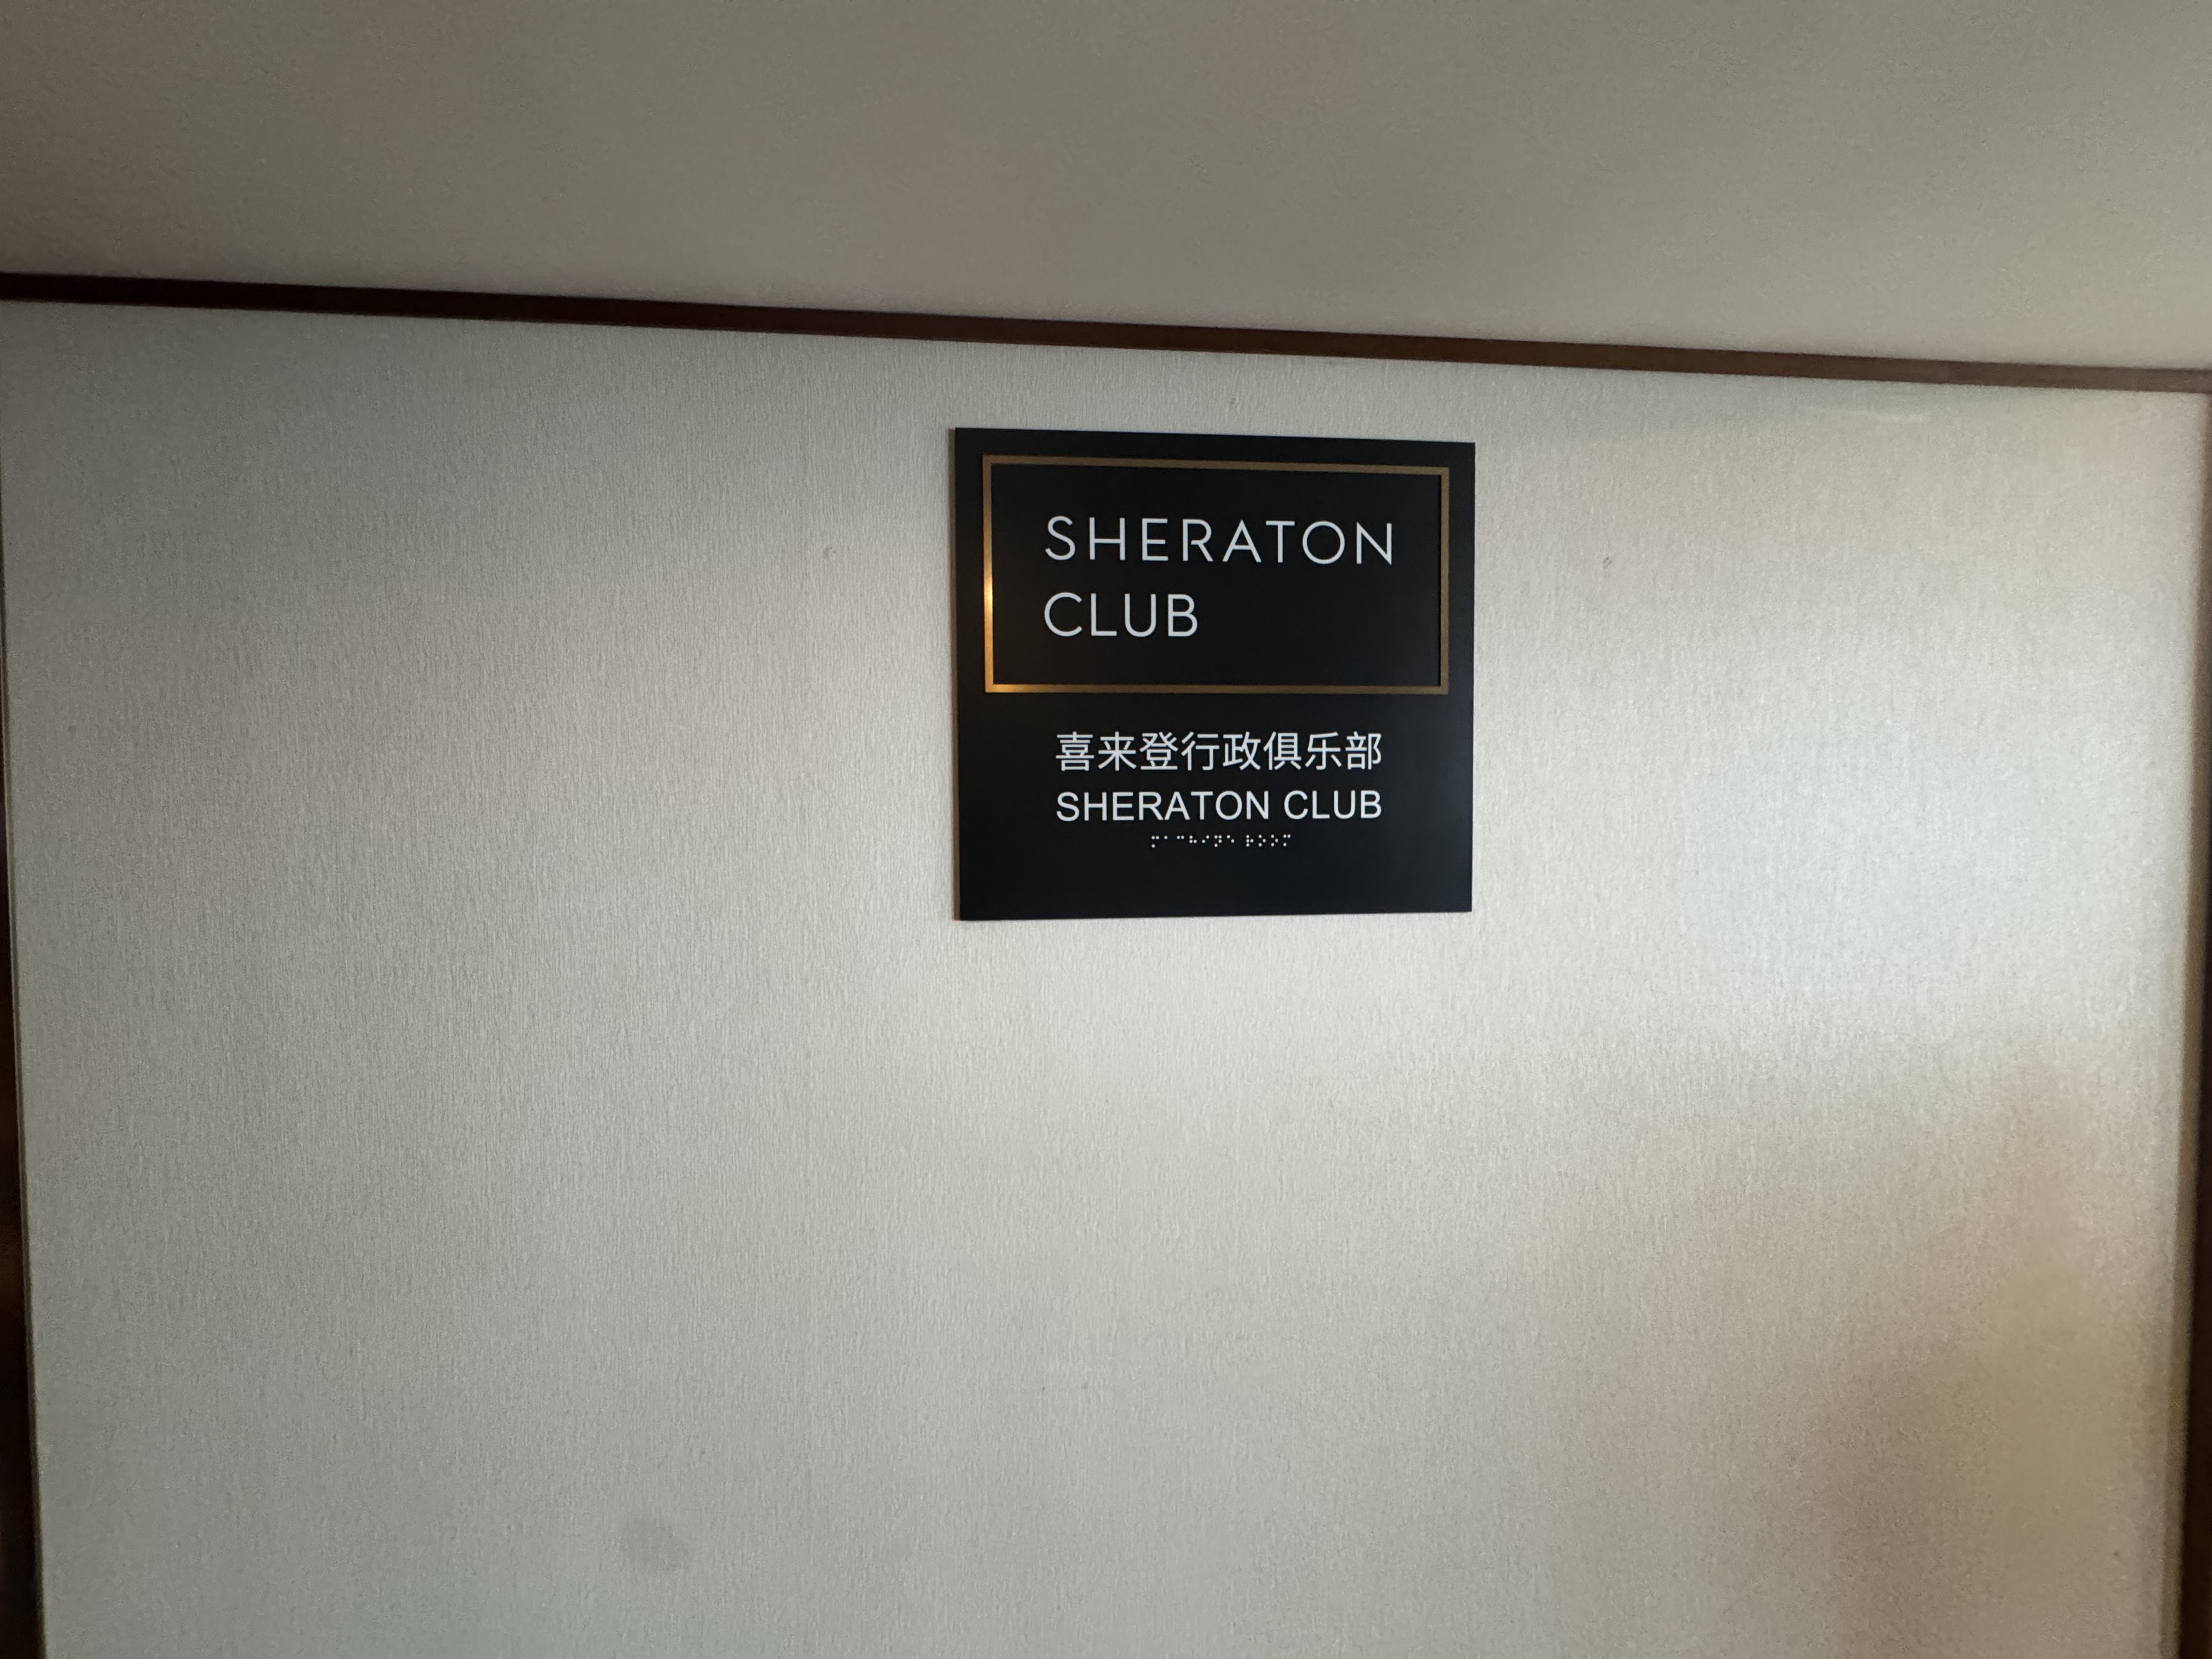 SHERATON
CLUB
喜来登行政俱乐部
SHERATON CLUB
⠍⠁⠉⠓⠊⠝⠑ ⠗⠕⠕⠍